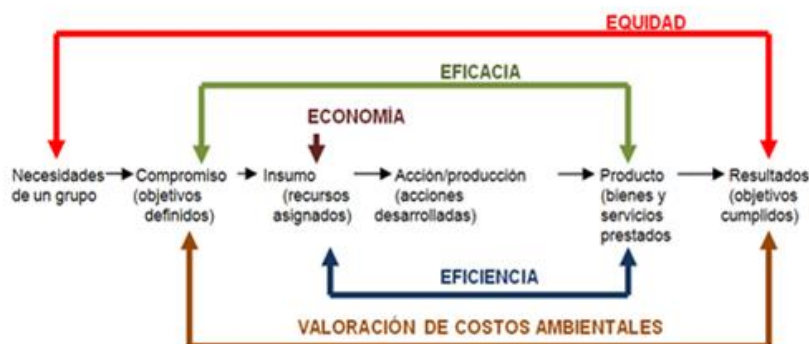 EQUIDAD
EFICACIA
ECONOMÌA
Necesidades de un grupo
Compromiso (objetivos definidos)
Insumo (recursos asignados)
Acción/producción (acciones desarrolladas)
Producto (bienes y servicios prestados
Resultados (objetivos cumplidos)
EFICIENCIA
VALORACIÓN DE COSTOS AMBIENTALES